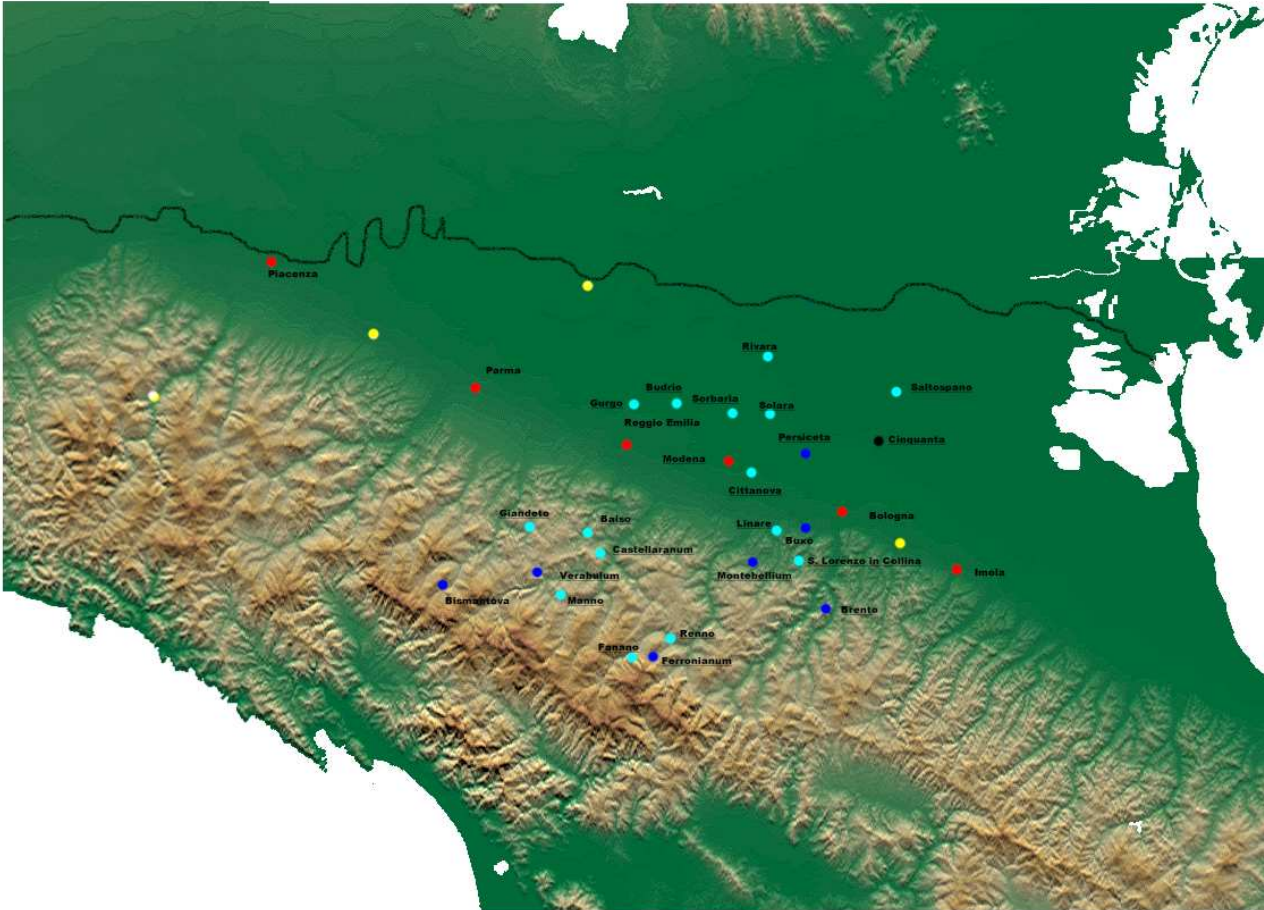 Piacenza
Rivara
Parma
Budrio
Saltospano
Gurgo
Sorbaria
Solara
Reggio Emilia
Persiceta
Cinquanta
Modena
Cittanova
Giandeto
Baiso
Linare
Bologna
Buxo
Castellaranum
Montebellium
S. Lorenzo in Collina
Imola
Verabulum
Bismantova
Manno
Brento
Renno
Fanano
Ferronianum